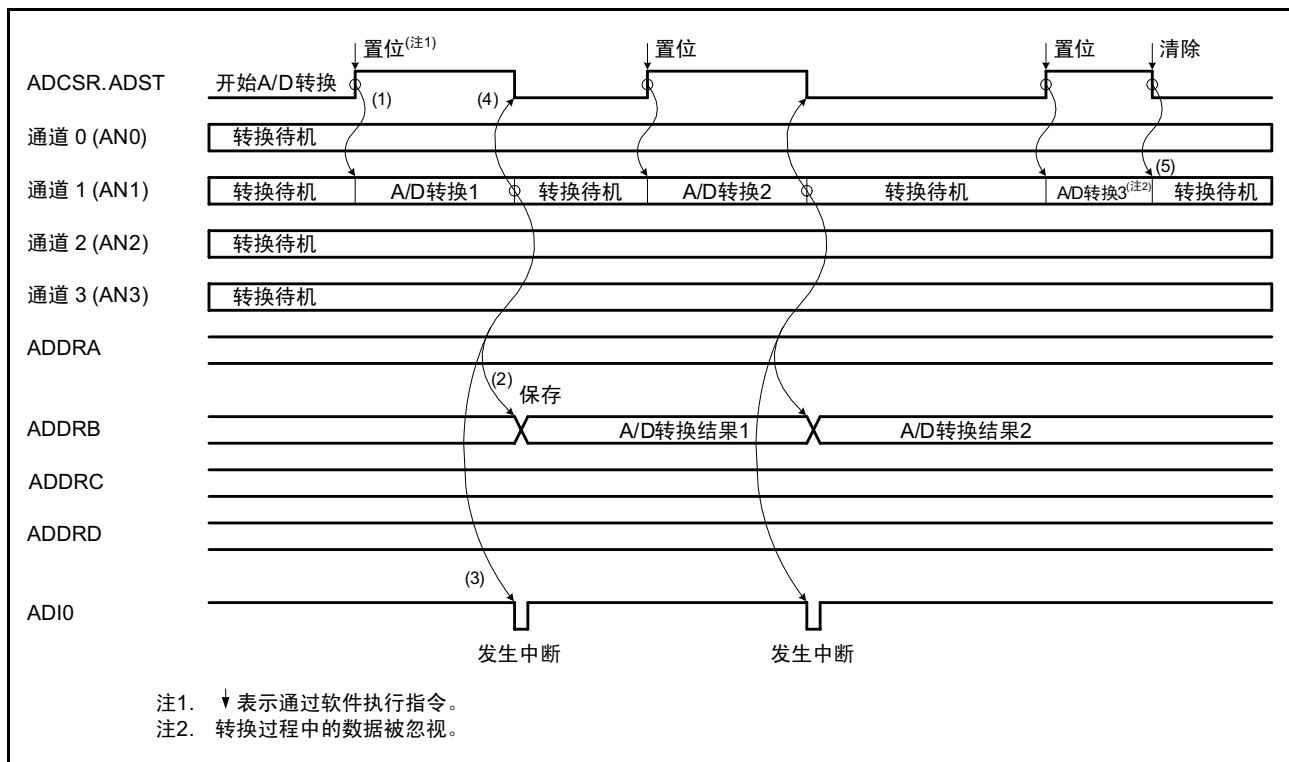 置位(注1) 置位 置位 清除
ADCSR.ADST 开始A/D转换 (1) (4)
通道 0 (AN0) 转换待机
(5)
通道 1 (AN1) 转换待机 A/D转换1 转换待机 A/D转换2 转换待机 A/D转换3(注2) 转换待机
通道 2 (AN2) 转换待机
通道 3 (AN3) 转换待机
ADDRA
(2) 保存
ADDRB A/D转换结果1 A/D转换结果2
ADDRC
ADDRD
(3)
ADI0
发生中断 发生中断
注1. ↓表示通过软件执行指令。
注2. 转换过程中的数据被忽视。